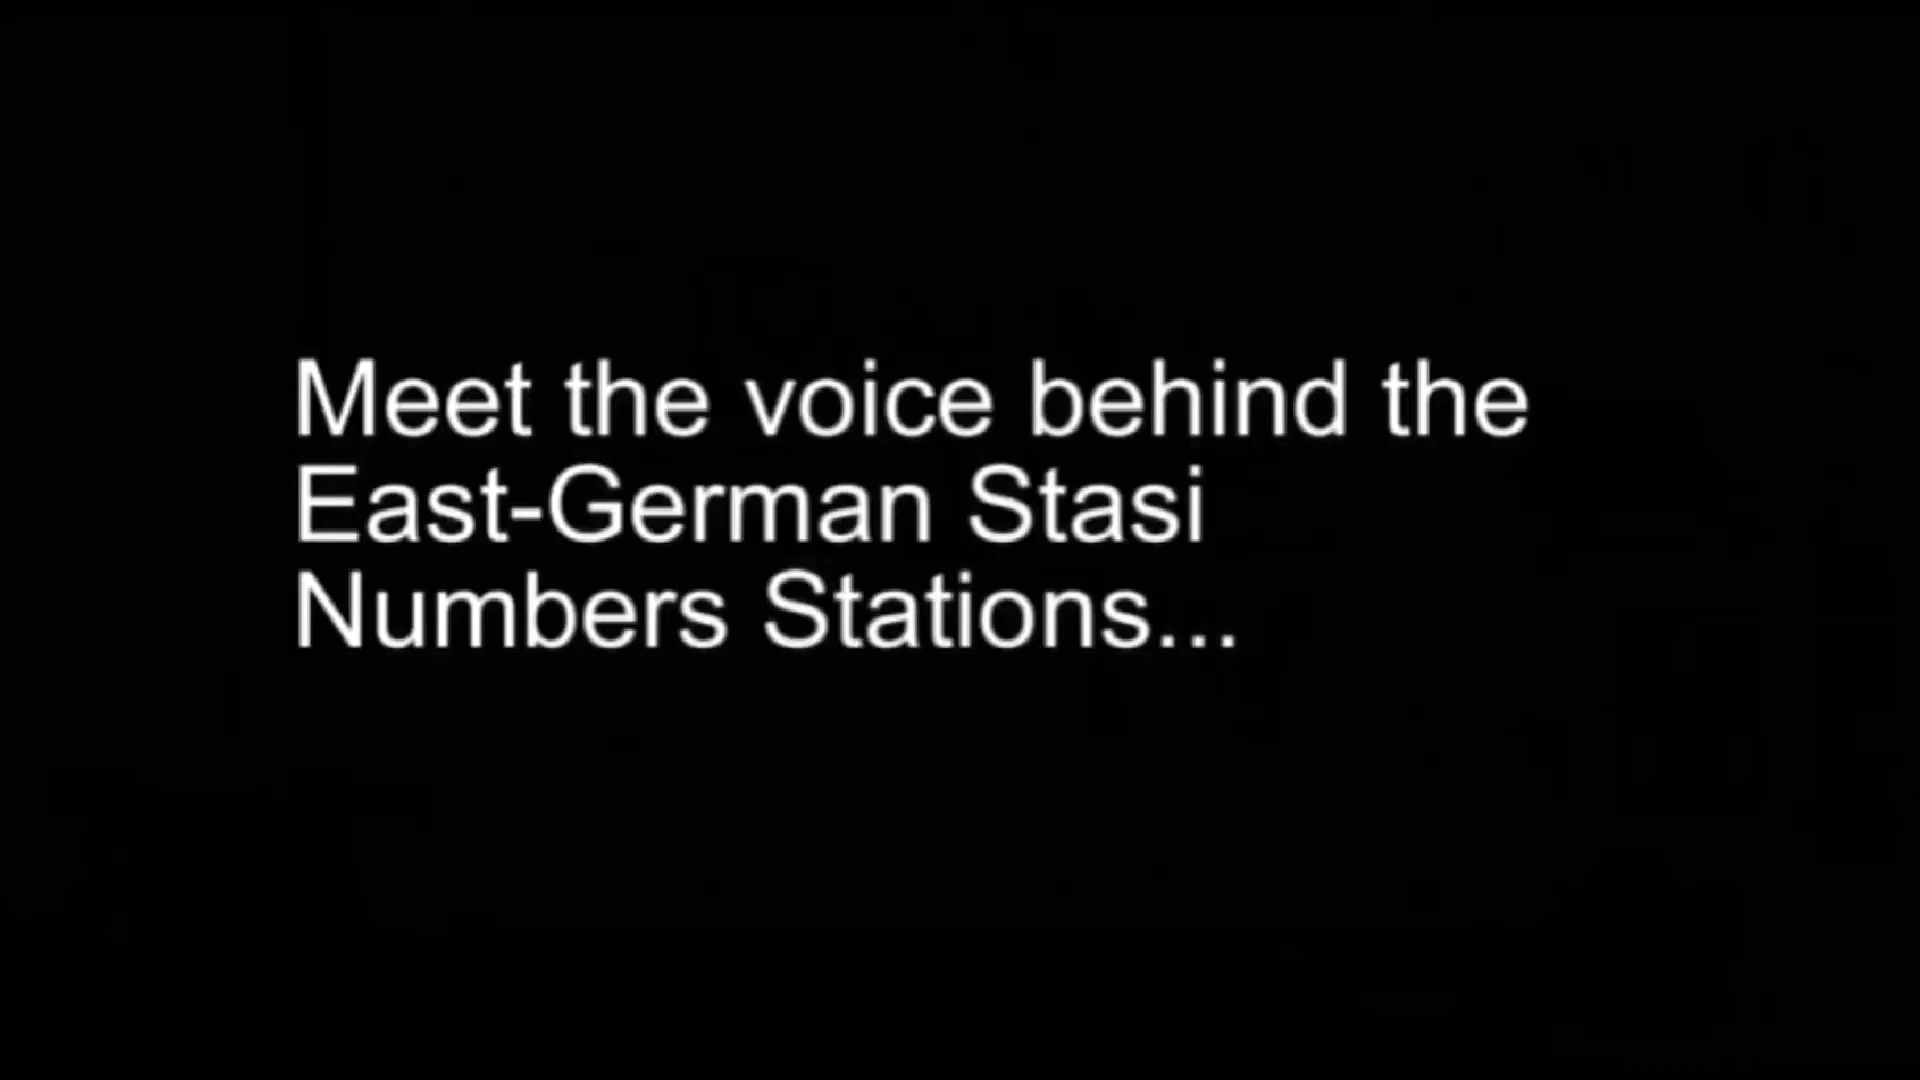 Meet the voice behind the
East-German Stasi
Numbers Stations...